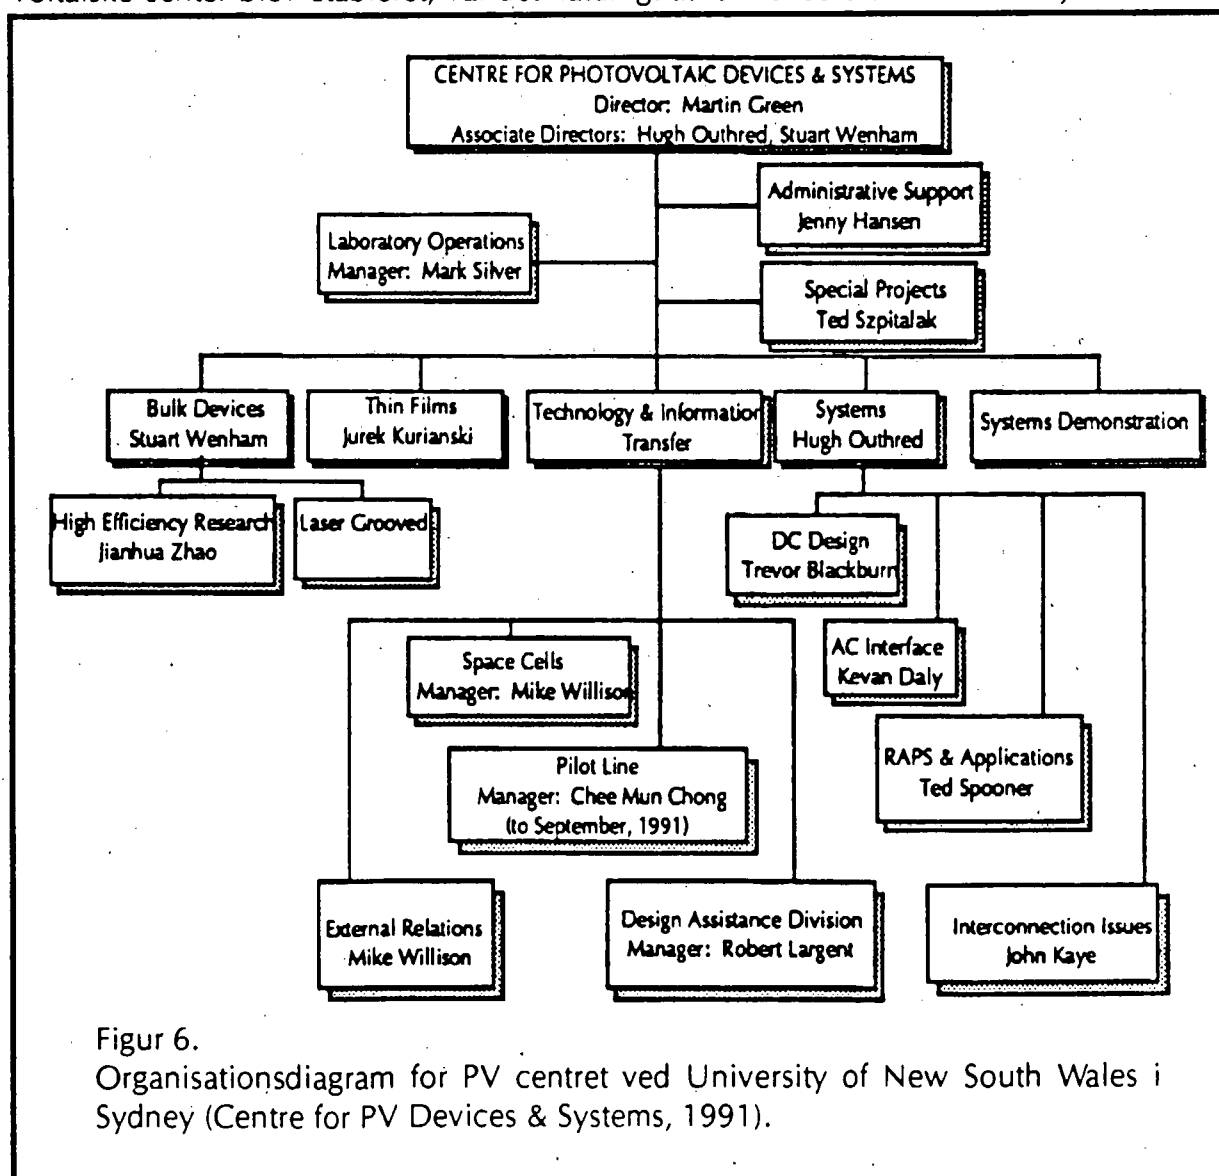 CENTRE FOR PHOTOVOLTAIC DEVICES & SYSTEMS
Director: Martin Green
Associate Directors: Hugh Outhred, Stuart Wenham
Administrative Support
Jenny Hansen
Laboratory Operations
Manager: Mark Silver
Special Projects
Ted Szpitalak
Bulk Devices
Stuart Wenham
Thin Films
Jurek Kurianski
Technology & Information
Transfer
Systems
Hugh Outhred
Systems Demonstration
High Efficiency Research
Jianhua Zhao
Laser Grooved
DC Design
Trevor Blackburn
AC Interface
Kevan Daly
Space Cells
Manager: Mike Willison
RAPS & Applications
Ted Spooner
Pilot Line
Manager: Chee Mun Chong
(to September, 1991)
External Relations
Mike Willison
Design Assistance Division
Manager: Robert Largent
Interconnection Issues
John Kaye
Figur 6.
Organisationsdiagram for PV centret ved University of New South Wales i
Sydney (Centre for PV Devices & Systems, 1991).